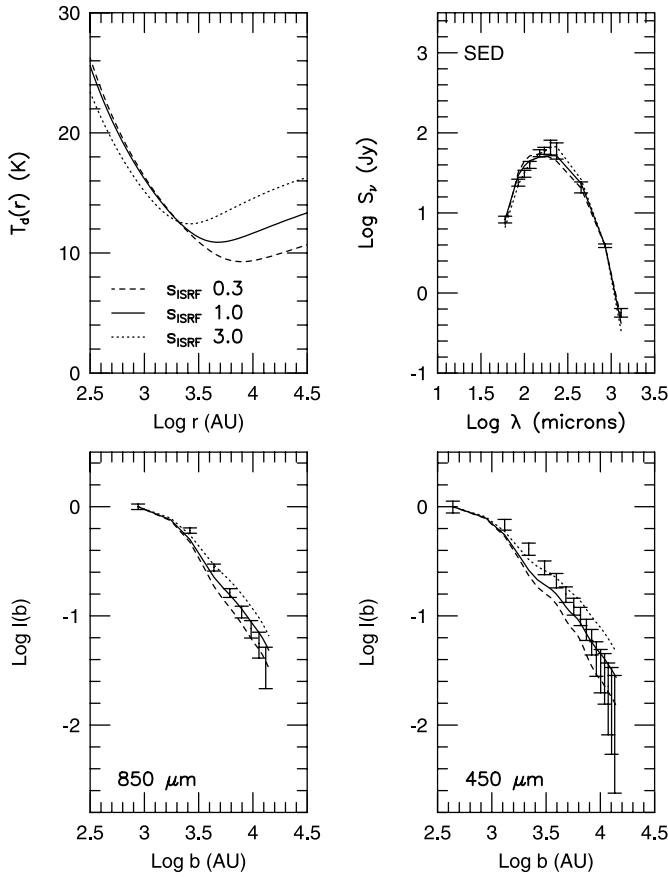 30
20
10
0
T_d(r) (K)
s_ISRF 0.3
s_ISRF 1.0
s_ISRF 3.0
2.5 3 3.5 4 4.5
Log r (AU)
SED
3
2
1
0
-1
Log S_ν (Jy)
1 1.5 2 2.5 3 3.5
Log λ (microns)
0
-1
-2
Log I(b)
850 μm
2.5 3 3.5 4 4.5
Log b (AU)
0
-1
-2
Log I(b)
450 μm
2.5 3 3.5 4 4.5
Log b (AU)